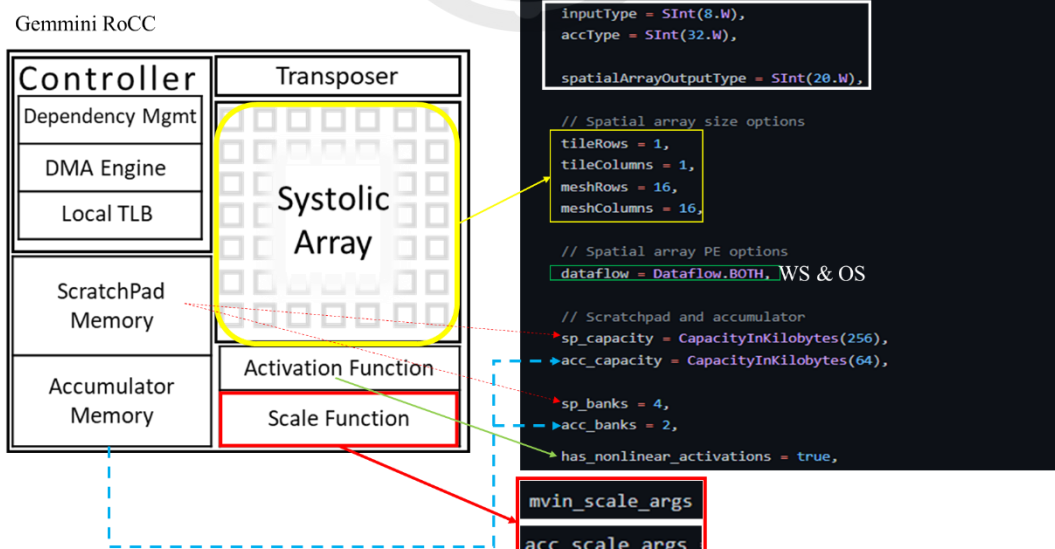 Gemmini RoCC
Controller
Dependency Mgmt
DMA Engine
Local TLB
ScratchPad
Memory
Accumulator
Memory
Transposer
Systolic
Array
Activation Function
Scale Function
inputType = SInt(8.W),
accType = SInt(32.W),
spatialArrayOutputType = SInt(20.W),
// Spatial array size options
tileRows = 1,
tileColumns = 1,
meshRows = 16,
meshColumns = 16,
// Spatial array PE options
dataflow = Dataflow.BOTH, WS & OS
// Scratchpad and accumulator
sp_capacity = CapacityInKilobytes(256),
acc_capacity = CapacityInKilobytes(64),
sp_banks = 4,
acc_banks = 2,
has_nonlinear_activations = true,
mvin_scale_args
acc_scale_args